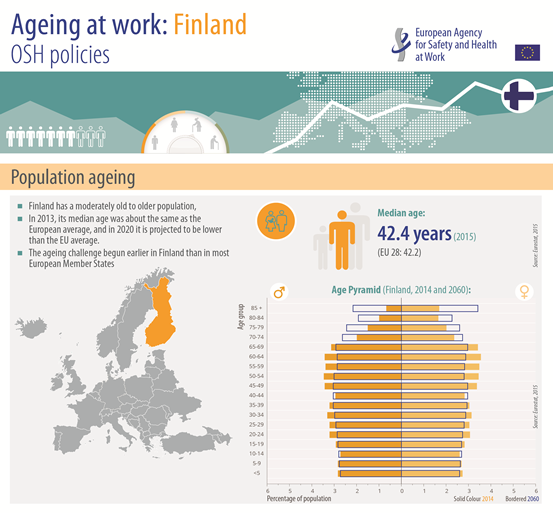 Ageing at work: Finland
OSH policies
European Agency
for Safety and Health
at Work
Population ageing
Finland has a moderately old to older population,
In 2013, its median age was about the same as the
European average, and in 2020 it is projected to be lower
than the EU average.
The ageing challenge begun earlier in Finland than in most
European Member States
Median age:
42.4 years (2015)
(EU 28: 42.2)
Source: Eurostat, 2015
Age Pyramid (Finland, 2014 and 2060):
Age group
85 +
80-84
75-79
70-74
65-69
60-64
55-59
50-54
45-49
40-44
35-39
30-34
25-29
20-24
15-19
10-14
5-9
<5
6 5 4 3 2 1 0 1 2 3 4 5 6
Percentage of population
Solid Colour 2014 Bordered 2060
Source: Eurostat, 2015